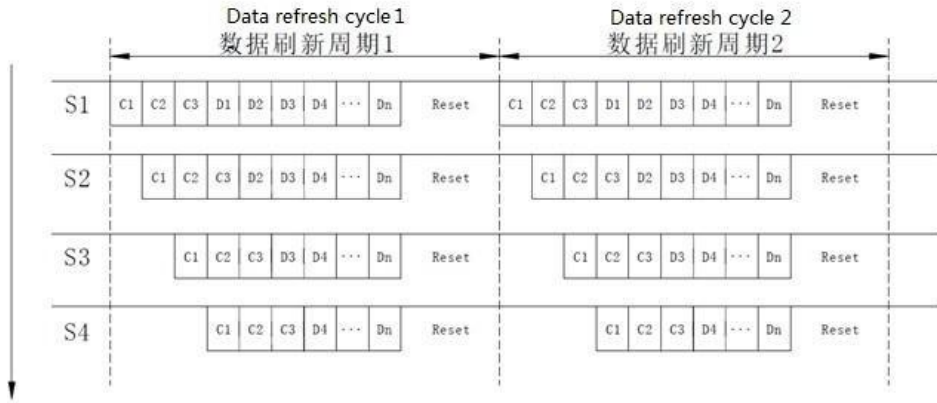 Data refresh cycle 1 Data refresh cycle 2
数据刷新周期1 数据刷新周期2
S1 C1 C2 C3 D1 D2 D3 D4 ... Dn Reset C1 C2 C3 D1 D2 D3 D4 ... Dn Reset
S2 C1 C2 C3 D2 D3 D4 ... Dn Reset C1 C2 C3 D2 D3 D4 ... Dn Reset
S3 C1 C2 C3 D3 D4 ... Dn Reset C1 C2 C3 D3 D4 ... Dn Reset
S4 C1 C2 C3 D4 ... Dn Reset C1 C2 C3 D4 ... Dn Reset